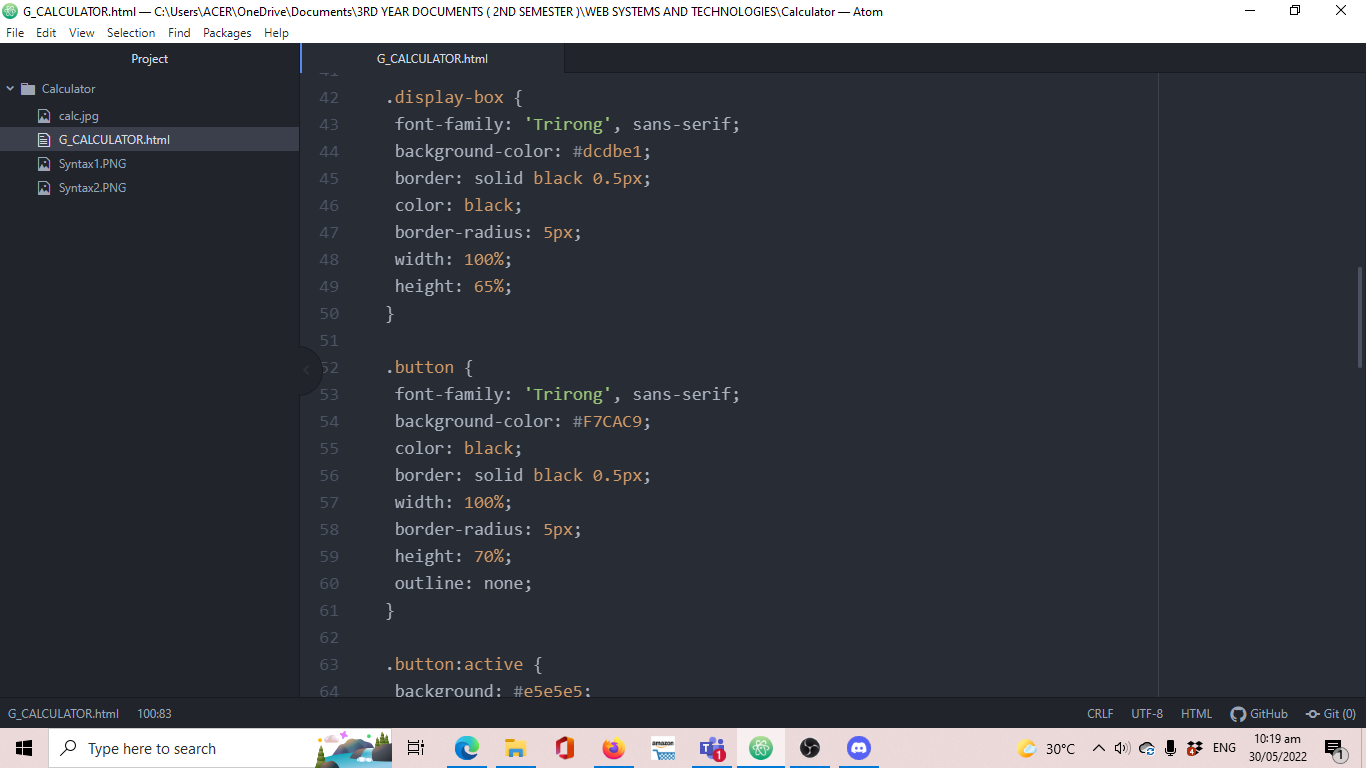 G_CALCULATOR.html — C:\Users\ACER\OneDrive\Documents\3RD YEAR DOCUMENTS ( 2ND SEMESTER )\WEB SYSTEMS AND TECHNOLOGIES\Calculator — Atom
File Edit View Selection Find Packages Help
Project
G_CALCULATOR.html
Calculator
calc.jpg
G_CALCULATOR.html
Syntax1.PNG
Syntax2.PNG
41
42 .display-box {
43 font-family: 'Trirong', sans-serif;
44 background-color: #dcdbe1;
45 border: solid black 0.5px;
46 color: black;
47 border-radius: 5px;
48 width: 100%;
49 height: 65%;
50 }
51
52 .button {
53 font-family: 'Trirong', sans-serif;
54 background-color: #F7CAC9;
55 color: black;
56 border: solid black 0.5px;
57 width: 100%;
58 border-radius: 5px;
59 height: 70%;
60 outline: none;
61 }
62
63 .button:active {
64 background: #e5e5e5;
G_CALCULATOR.html 100:83 CRLF UTF-8 HTML GitHub Git (0)
Type here to search
amazon
1
30°C
4
ENG
10:19 am
30/05/2022
1